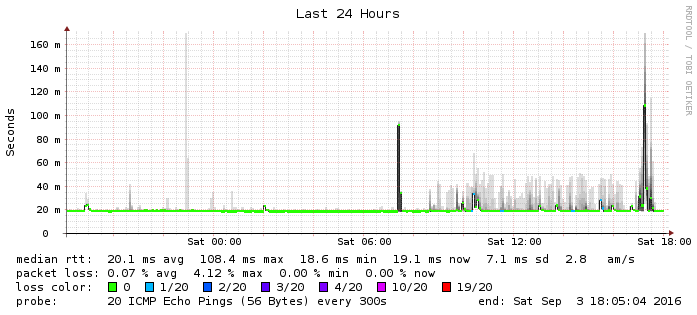 Last 24 Hours
RRDTOOL / TOBI OETIKER
Seconds
160 m
140 m
120 m
100 m
80 m
60 m
40 m
20 m
0
Sat 00:00 Sat 06:00 Sat 12:00 Sat 18:00
median rtt: 20.1 ms avg 108.4 ms max 18.6 ms min 19.1 ms now 7.1 ms sd 2.8 am/s
packet loss: 0.07 % avg 4.12 % max 0.00 % min 0.00 % now
loss color: 0 1/20 2/20 3/20 4/20 10/20 19/20
probe: 20 ICMP Echo Pings (56 Bytes) every 300s end: Sat Sep 3 18:05:04 2016